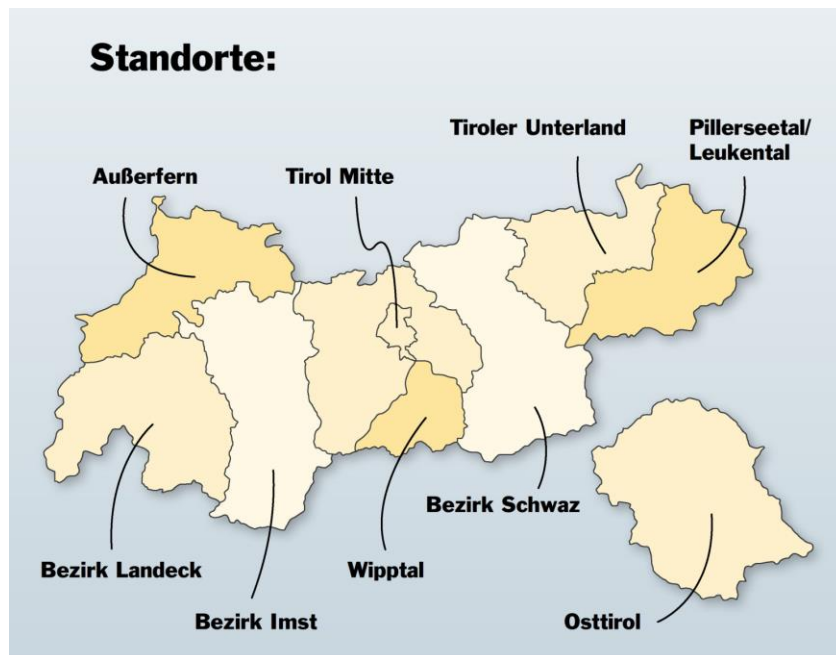 Standorte:
Tiroler Unterland
Pillerseetal/
Leukental
Außerfern
Tirol Mitte
Bezirk Schwaz
Bezirk Landeck
Wipptal
Bezirk Imst
Osttirol